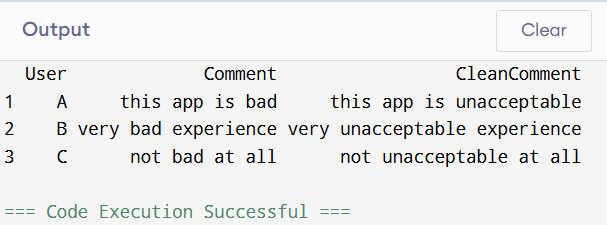 Output
Clear
User Comment CleanComment
1 A this app is bad this app is unacceptable
2 B very bad experience very unacceptable experience
3 C not bad at all not unacceptable at all
=== Code Execution Successful ===